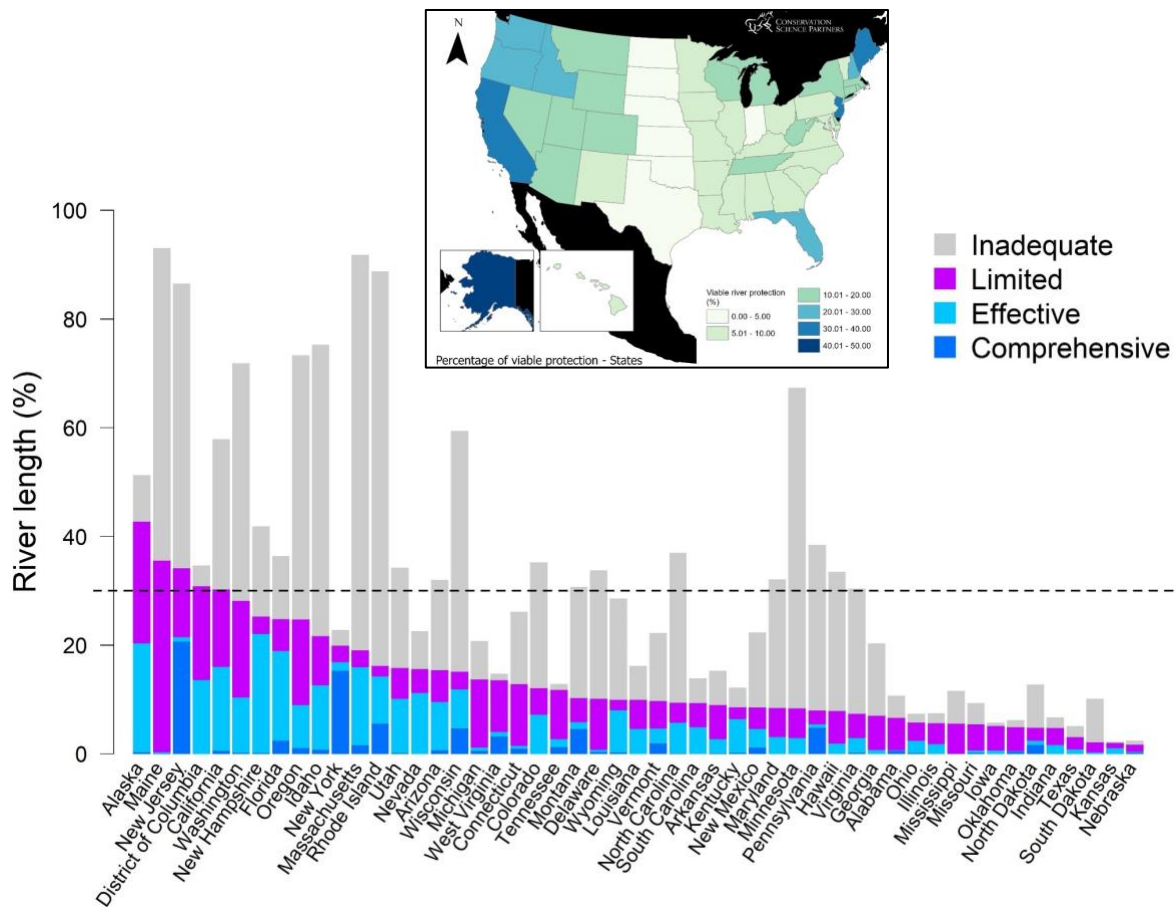 N
CONSERVATION
SCIENCE PARTNERS
Viable river protection
(%)
0.00 - 5.00
5.01 - 10.00
10.01 - 20.00
20.01 - 30.00
30.01 - 40.00
40.01 - 50.00
Percentage of viable protection - States
Inadequate
Limited
Effective
Comprehensive
River length (%)
100
80
60
40
20
0
Alaska
Maine
New Jersey
District of Columbia
California
Washington
New Hampshire
Florida
Oregon
Idaho
New York
Massachusetts
Rhode Island
Utah
Nevada
Arizona
Wisconsin
Michigan
West Virginia
Connecticut
Colorado
Tennessee
Montana
Delaware
Wyoming
Louisiana
Vermont
North Carolina
South Carolina
Arkansas
Kentucky
New Mexico
Maryland
Minnesota
Pennsylvania
Hawaii
Virginia
Georgia
Alabama
Ohio
Illinois
Mississippi
Missouri
Iowa
Oklahoma
North Dakota
Indiana
Texas
South Dakota
Kansas
Nebraska